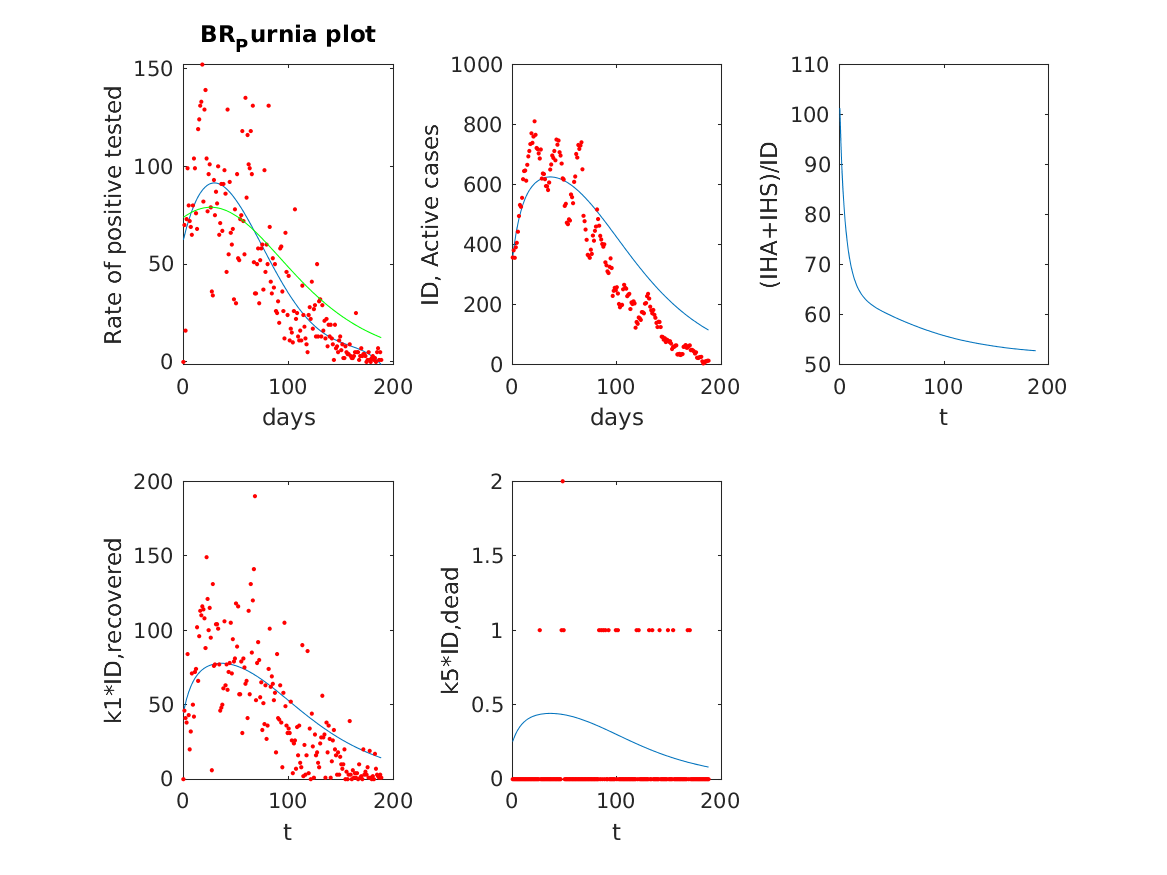 BRPurnia plot
150
100
50
0
Rate of positive tested
0 100 200
days
1000
800
600
400
200
0
ID, Active cases
0 100 200
days
110
100
90
80
70
60
50
(IHA+IHS)/ID
0 100 200
t
200
150
100
50
0
k1*ID,recovered
0 100 200
t
2
1.5
1
0.5
0
k5*ID,dead
0 100 200
t